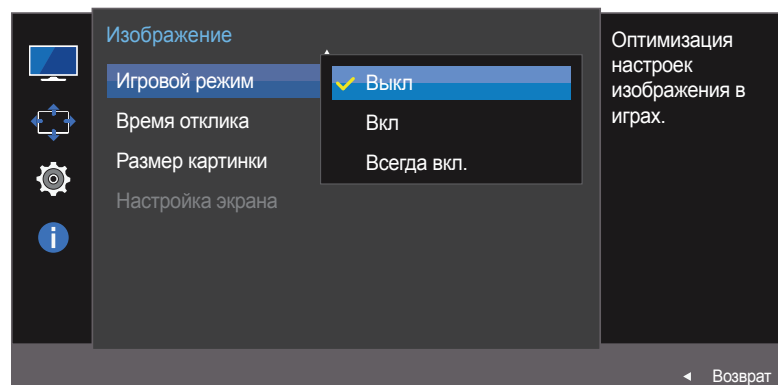 Изображение
Игровой режим
Время отклика
Размер картинки
Настройка экрана
Выкл
Вкл
Всегда вкл.
Оптимизация
настроек
изображения в
играх.
Возврат